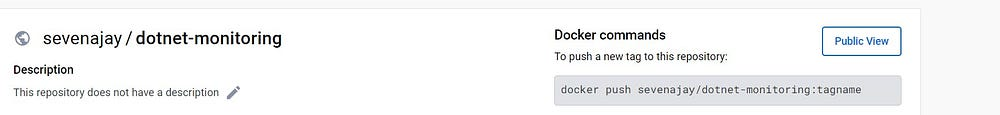 sevenajay / dotnet-monitoring
Description
This repository does not have a description
Docker commands
Public View
To push a new tag to this repository:
docker push sevenajay/dotnet-monitoring:tagname